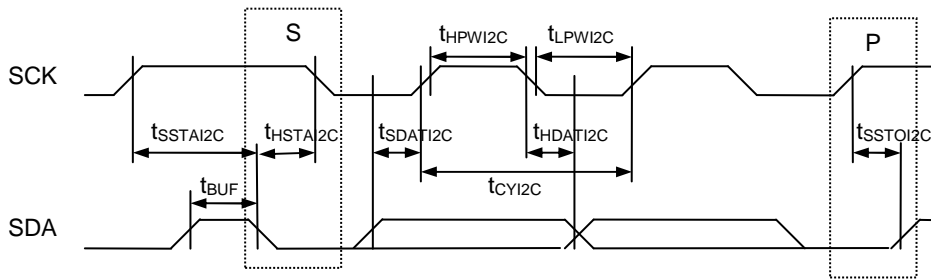 S
P
tHPWI2C
tLPWI2C
SCK
tSSTAI2C
tHSTAI2C
tSDATI2C
tHDATI2C
tSSTOI2C
tCYI2C
tBUF
SDA